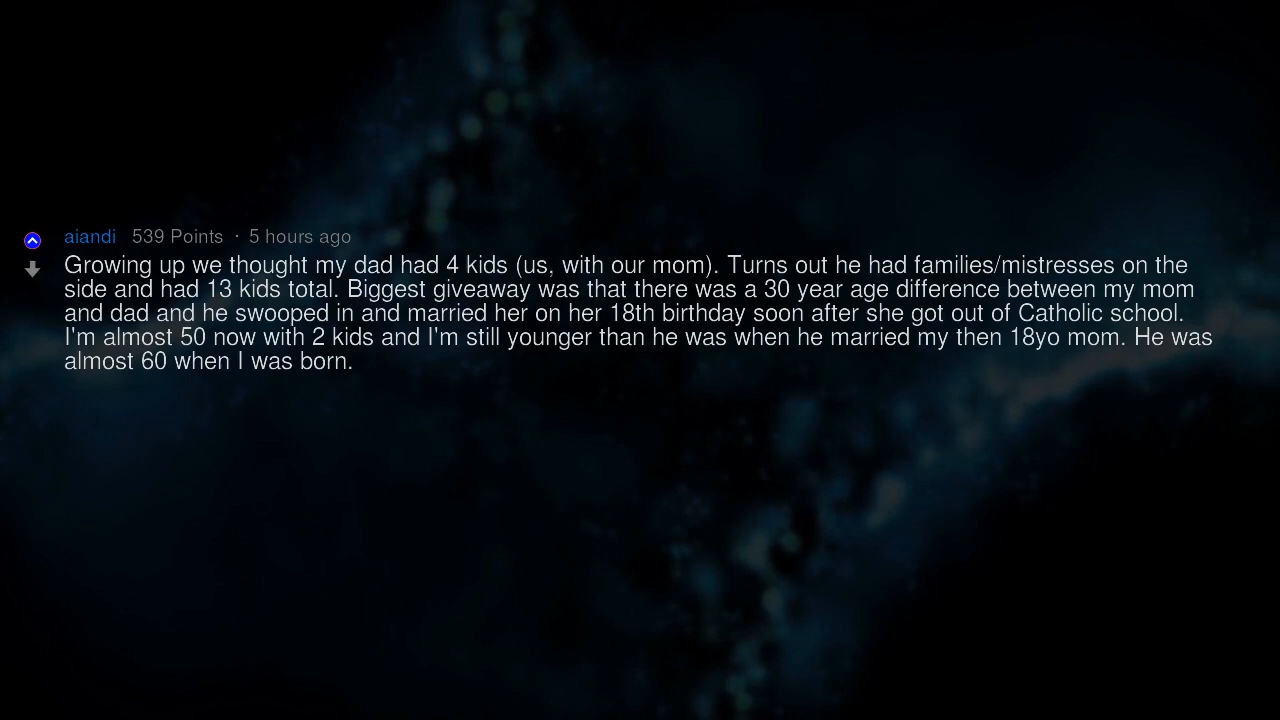 aiandi 539 Points · 5 hours ago
Growing up we thought my dad had 4 kids (us, with our mom). Turns out he had families/mistresses on the
side and had 13 kids total. Biggest giveaway was that there was a 30 year age difference between my mom
and dad and he swooped in and married her on her 18th birthday soon after she got out of Catholic school.
I'm almost 50 now with 2 kids and I'm still younger than he was when he married my then 18yo mom. He was
almost 60 when I was born.